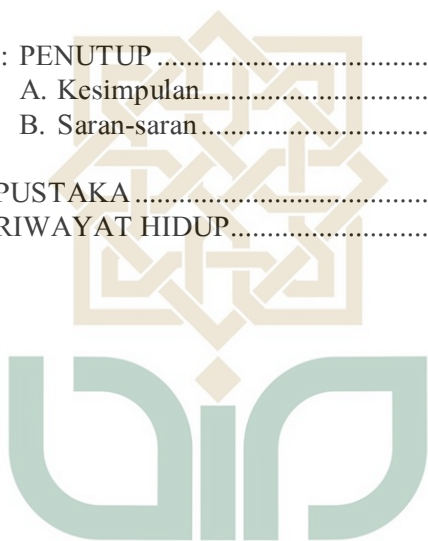 : PENUTUP ..................................
A. Kesimpulan.............................
B. Saran-saran .............................
PUSTAKA .....................................
RIWAYAT HIDUP.........................